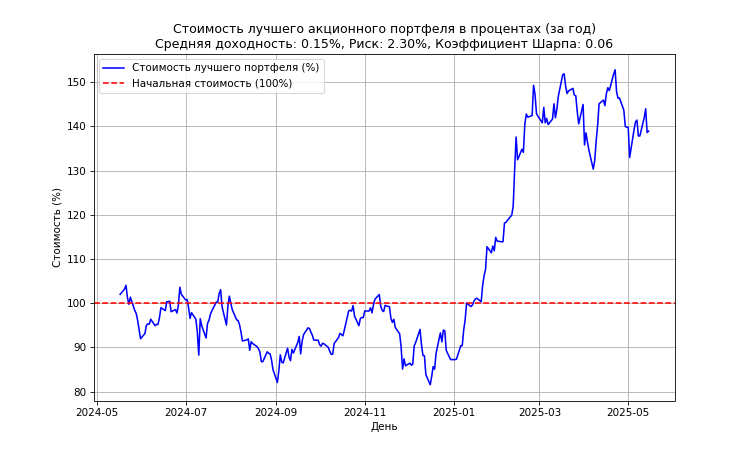 Стоимость лучшего акционного портфеля в процентах (за год)
Средняя доходность: 0.15%, Риск: 2.30%, Коэффициент Шарпа: 0.06
Стоимость лучшего портфеля (%)
Начальная стоимость (100%)
Стоимость (%)
150
140
130
120
110
100
90
80
2024-05
2024-07
2024-09
2024-11
2025-01
2025-03
2025-05
День